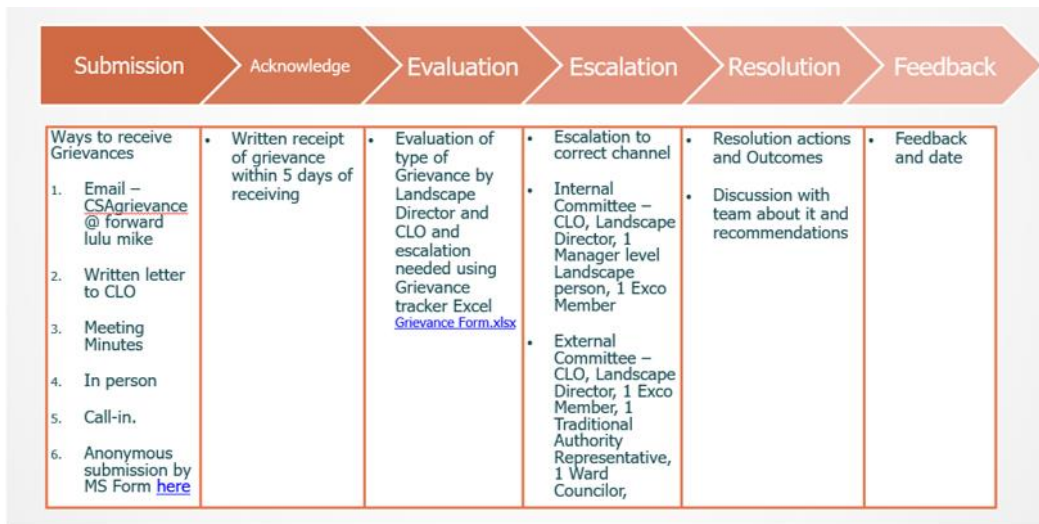 Submission
Acknowledge
Evaluation
Escalation
Resolution
Feedback
Ways to receive
Grievances
1. Email –
CSAgrievance
@ forward
lulu mike
2. Written letter
to CLO
3. Meeting
Minutes
4. In person
5. Call-in.
6. Anonymous
submission by
MS Form here
• Written receipt
of grievance
within 5 days of
receiving
• Evaluation of
type of
Grievance by
Landscape
Director and
CLO and
escalation
needed using
Grievance
tracker Excel
Grievance Form.xlsx
• Escalation to
correct channel
• Internal
Committee –
CLO, Landscape
Director, 1
Manager level
Landscape
person, 1 Exco
Member
• External
Committee –
CLO, Landscape
Director, 1 Exco
Member, 1
Traditional
Authority
Representative,
1 Ward
Councilor,
• Resolution actions
and Outcomes
• Discussion with
team about it and
recommendations
• Feedback
and date